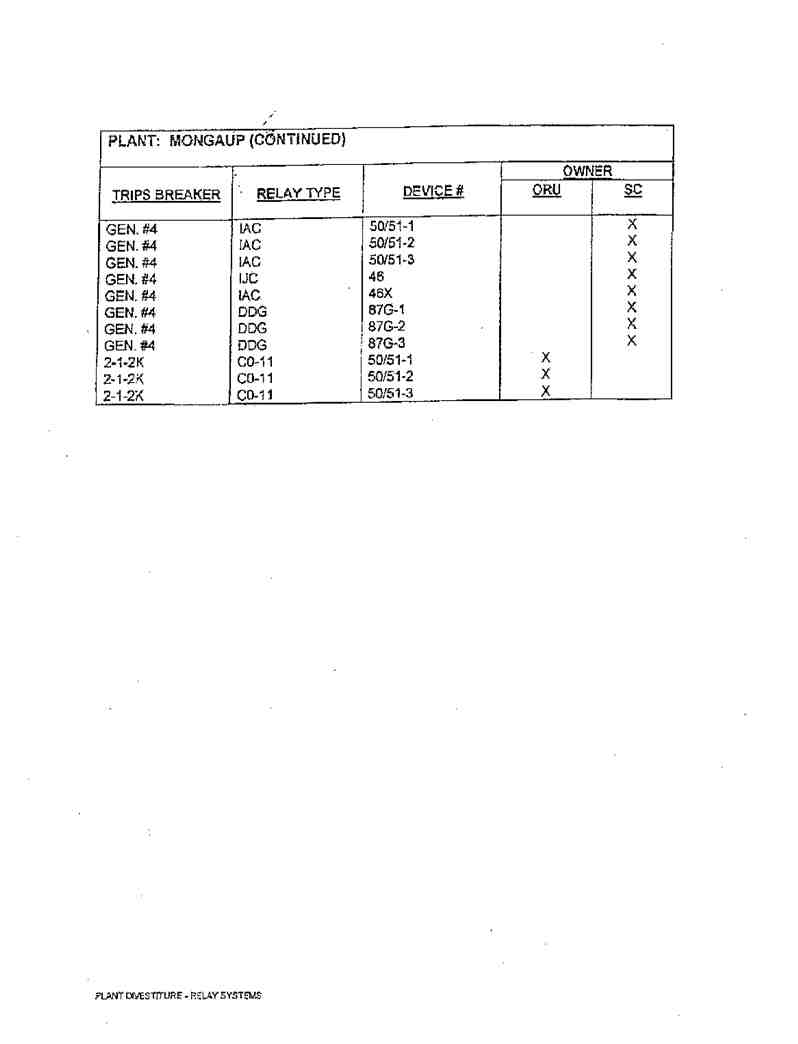 PLANT: MONGAUP (CONTINUED)
OWNER
TRIPS BREAKER RELAY TYPE DEVICE # ORU SC
GEN. #4 IAC 50/51-1 X
GEN. #4 IAC 50/51-2 X
GEN. #4 IAC 50/51-3 X
GEN. #4 IJC 46 X
GEN. #4 IAC 46X X
GEN. #4 DDG 87G-1 X
GEN. #4 DDG 87G-2 X
GEN. #4 DDG 87G-3 X
2-1-2K C0-11 50/51-1 X
2-1-2K C0-11 50/51-2 X
2-1-2K C0-11 50/51-3 X
PLANT DIVESTITURE - RELAY SYSTEMS